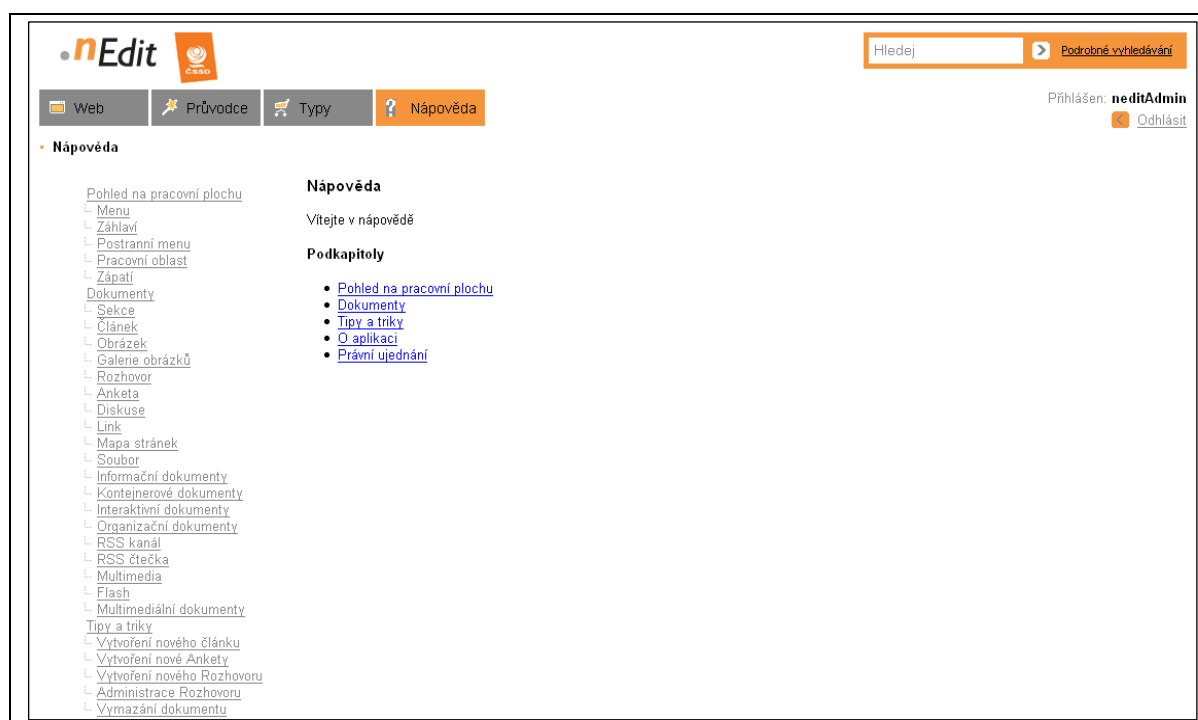 nEdit
ČSSD
Hledej
Podrobné vyhledávání
Web
Průvodce
Typy
Nápověda
Přihlášen: neditAdmin
Odhlásit
Nápověda
Pohled na pracovní plochu
Menu
Záhlaví
Postranní menu
Pracovní oblast
Zápatí
Dokumenty
Sekce
Článek
Obrázek
Galerie obrázků
Rozhovor
Anketa
Diskuse
Link
Mapa stránek
Soubor
Informační dokumenty
Kontejnerové dokumenty
Interaktivní dokumenty
Organizační dokumenty
RSS kanál
RSS čtečka
Multimedia
Flash
Multimediální dokumenty
Tipy a triky
Vytvoření nového článku
Vytvoření nové Ankety
Vytvoření nového Rozhovoru
Administrace Rozhovoru
Vymazání dokumentu
Nápověda
Vítejte v nápovědě
Podkapitoly
Pohled na pracovní plochu
Dokumenty
Tipy a triky
O aplikaci
Právní ujednání